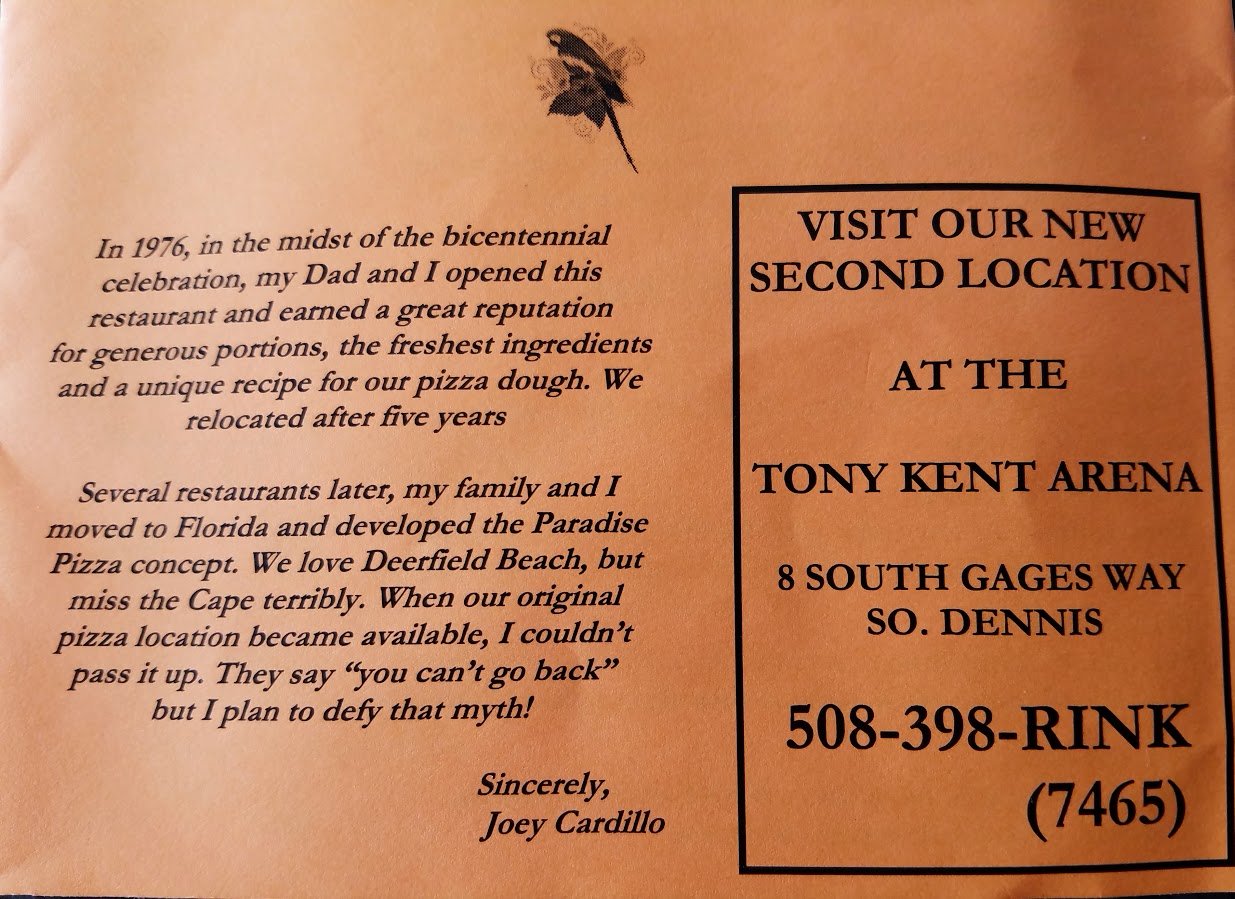 In 1976, in the midst of the bicentennial
celebration, my Dad and I opened this
restaurant and earned a great reputation
for generous portions, the freshest ingredients
and a unique recipe for our pizza dough. We
relocated after five years
Several restaurants later, my family and I
moved to Florida and developed the Paradise
Pizza concept. We love Deerfield Beach, but
miss the Cape terribly. When our original
pizza location became available, I couldn't
pass it up. They say “you can't go back”
but I plan to defy that myth!
Sincerely,
Joey Cardillo
VISIT OUR NEW
SECOND LOCATION
AT THE
TONY KENT ARENA
8 SOUTH GAGES WAY
SO. DENNIS
508-398-RINK
(7465)